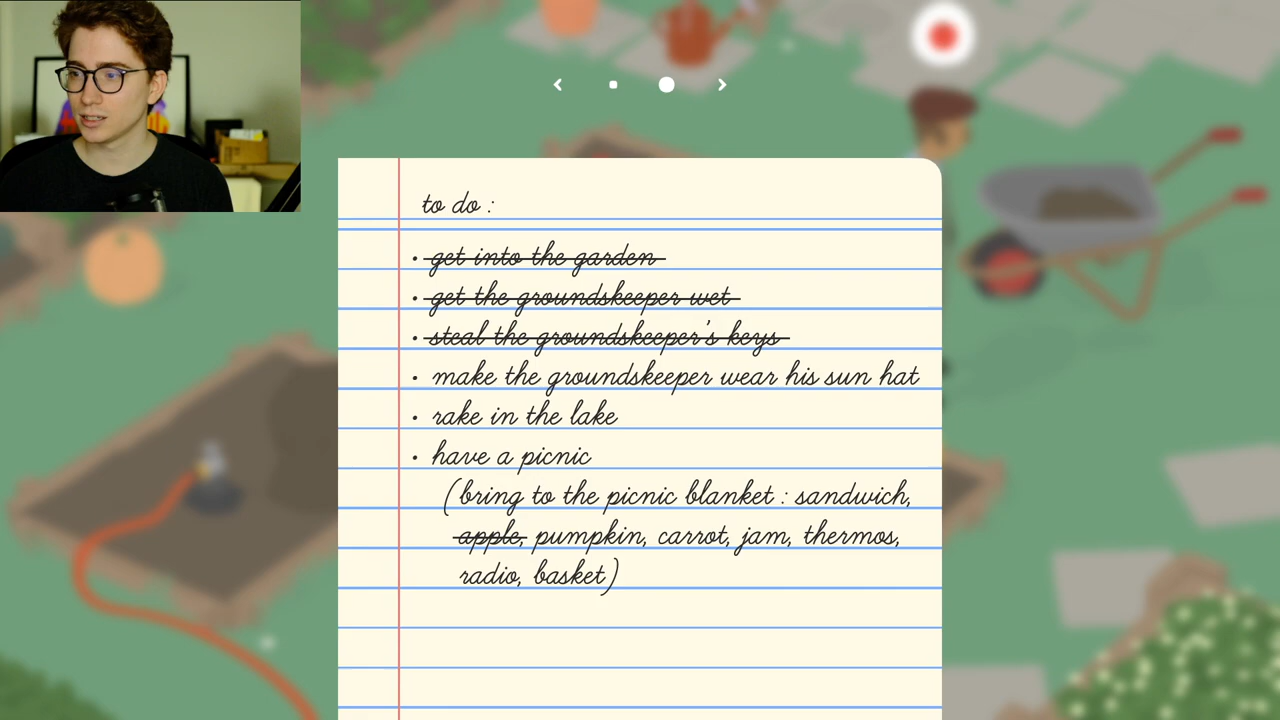 to do :
• get into the garden
• get the groundskeeper wet
• steal the groundskeeper's keys
• make the groundskeeper wear his sun hat
• rake in the lake
• have a picnic
(bring to the picnic blanket : sandwich,
apple, pumpkin, carrot, jam, thermos,
radio, basket)